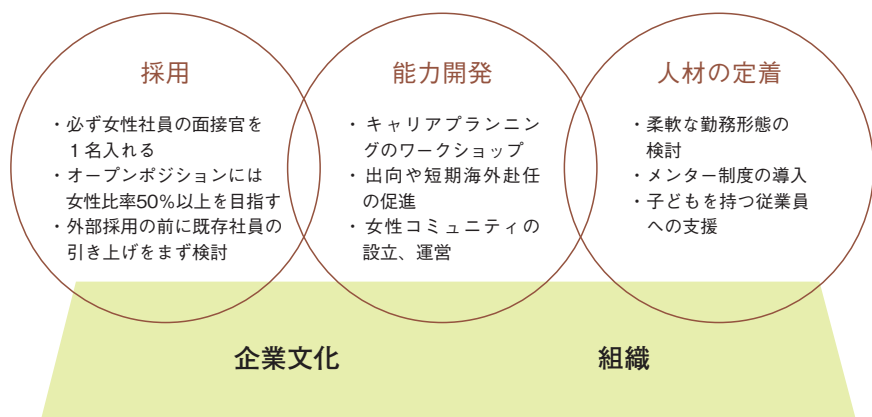 採用
・必ず女性社員の面接官を
1名入れる
・オープンポジションには
女性比率50%以上を目指す
・外部採用の前に既存社員の
引き上げをまず検討
能力開発
・キャリアプランニン
グのワークショップ
・出向や短期海外赴任
の促進
・女性コミュニティの
設立、運営
人材の定着
・柔軟な勤務形態の
検討
・メンター制度の導入
・子どもを持つ従業員
への支援
企業文化
組織